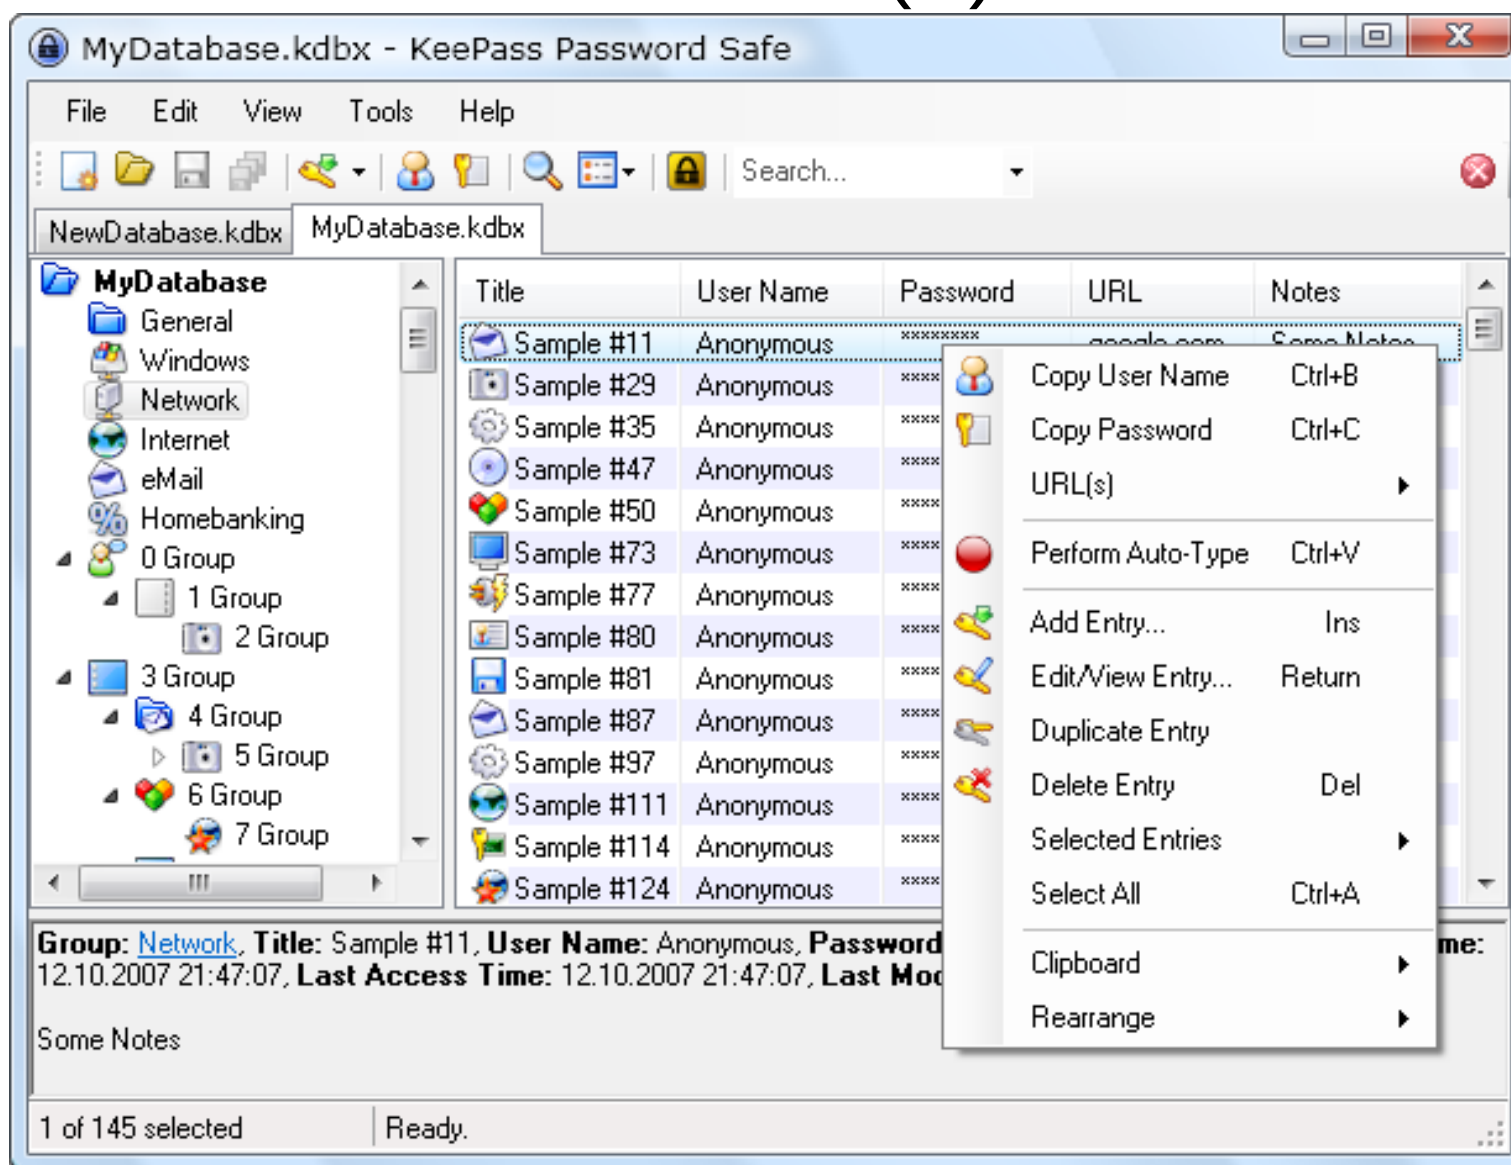 MyDatabase.kdbx - KeePass Password Safe
File Edit View Tools Help
Search...
NewDatabase.kdbx MyDatabase.kdbx
MyDatabase
General
Windows
Network
Internet
eMail
Homebanking
0 Group
1 Group
2 Group
3 Group
4 Group
5 Group
6 Group
7 Group
Title User Name Password URL Notes
Sample #11 Anonymous ******** google.com Some Notes
Sample #29 Anonymous ****
Sample #35 Anonymous ****
Sample #47 Anonymous ****
Sample #50 Anonymous ****
Sample #73 Anonymous ****
Sample #77 Anonymous ****
Sample #80 Anonymous ****
Sample #81 Anonymous ****
Sample #87 Anonymous ****
Sample #97 Anonymous ****
Sample #111 Anonymous ****
Sample #114 Anonymous ****
Sample #124 Anonymous ****
Copy User Name Ctrl+B
Copy Password Ctrl+C
URL(s)
Perform Auto-Type Ctrl+V
Add Entry... Ins
Edit/View Entry... Return
Duplicate Entry
Delete Entry Del
Selected Entries
Select All Ctrl+A
Clipboard
Rearrange
Group: Network, Title: Sample #11, User Name: Anonymous, Password me:
12.10.2007 21:47:07, Last Access Time: 12.10.2007 21:47:07, Last Mod
Some Notes
1 of 145 selected Ready.